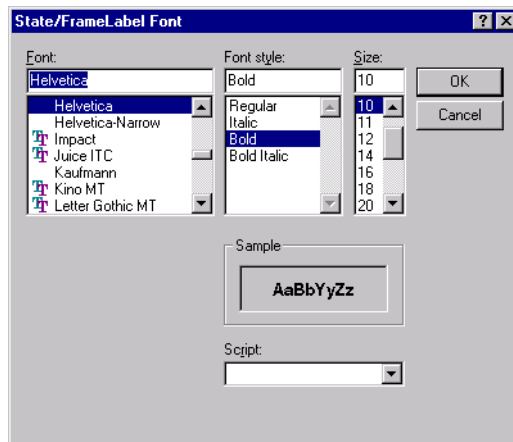 State/FrameLabel Font
Font:
Helvetica
Helvetica
Helvetica-Narrow
Impact
Juice ITC
Kaufmann
Kino MT
Letter Gothic MT
Font style:
Bold
Regular
Italic
Bold
Bold Italic
Size:
10
10
11
12
14
16
18
20
OK
Cancel
Sample
AaBbYyZz
Script: